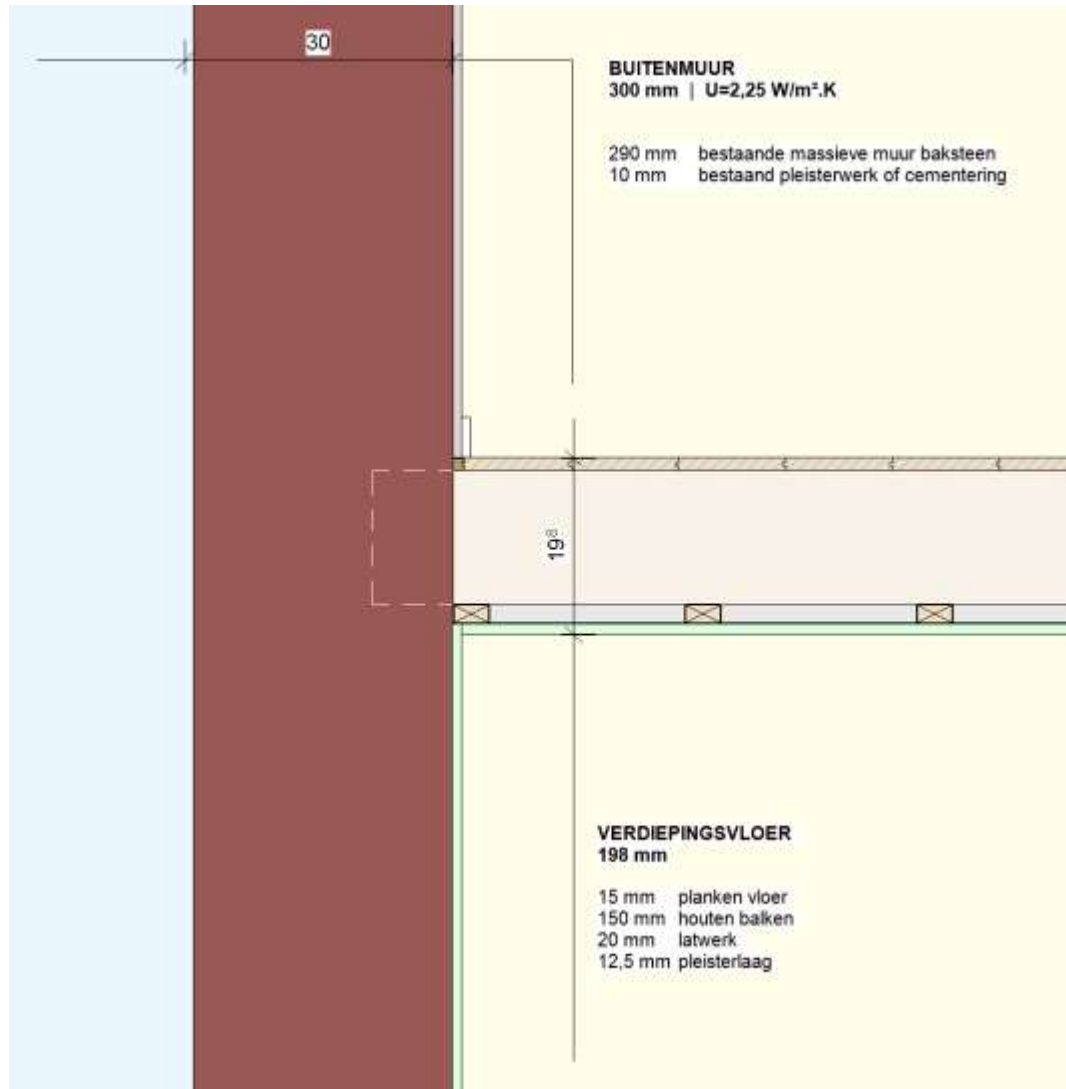 30
BUITENMUUR
300 mm | U=2,25 W/m².K
290 mm bestaande massieve muur baksteen
10 mm bestaand pleisterwerk of cementering
19⁸
VERDIEPINGSVLOER
198 mm
15 mm planken vloer
150 mm houten balken
20 mm latwerk
12,5 mm pleisterlaag